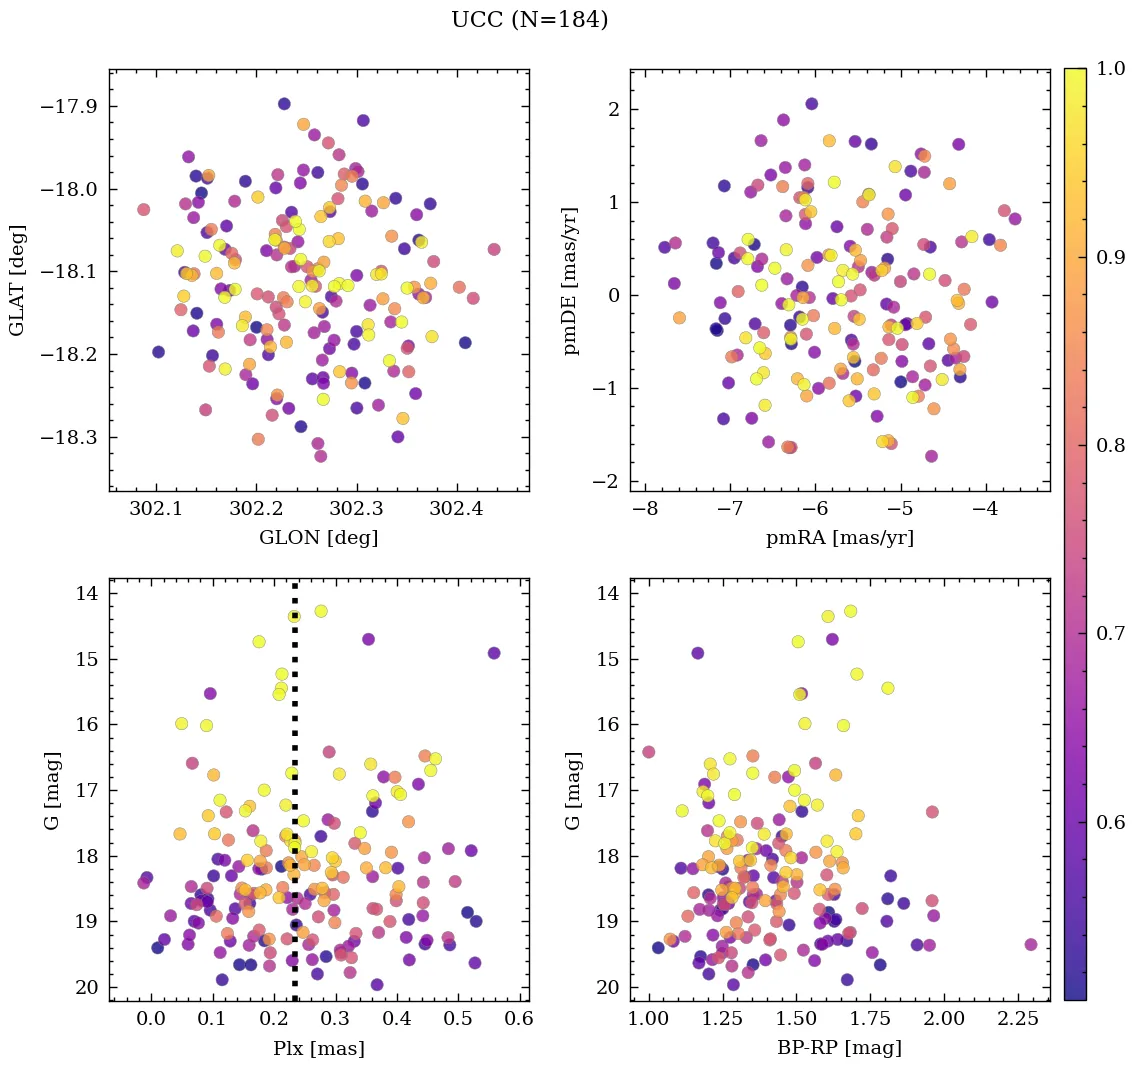 UCC (N=184)
−17.9
−18.0
−18.1
−18.2
−18.3
GLAT [deg]
302.1 302.2 302.3 302.4
GLON [deg]
2
1
0
−1
−2
pmDE [mas/yr]
−8 −7 −6 −5 −4
pmRA [mas/yr]
1.0
0.9
0.8
0.7
0.6
14
15
16
17
18
19
20
G [mag]
0.0 0.1 0.2 0.3 0.4 0.5 0.6
Plx [mas]
14
15
16
17
18
19
20
G [mag]
1.00 1.25 1.50 1.75 2.00 2.25
BP-RP [mag]